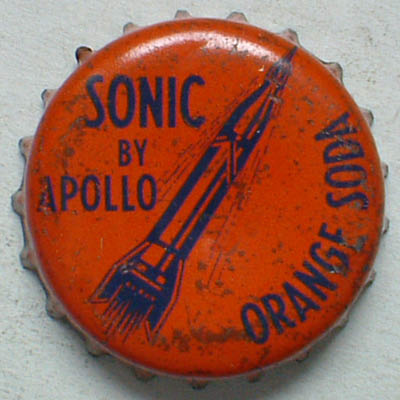 SONIC
BY
APOLLO
ORANGE SODA